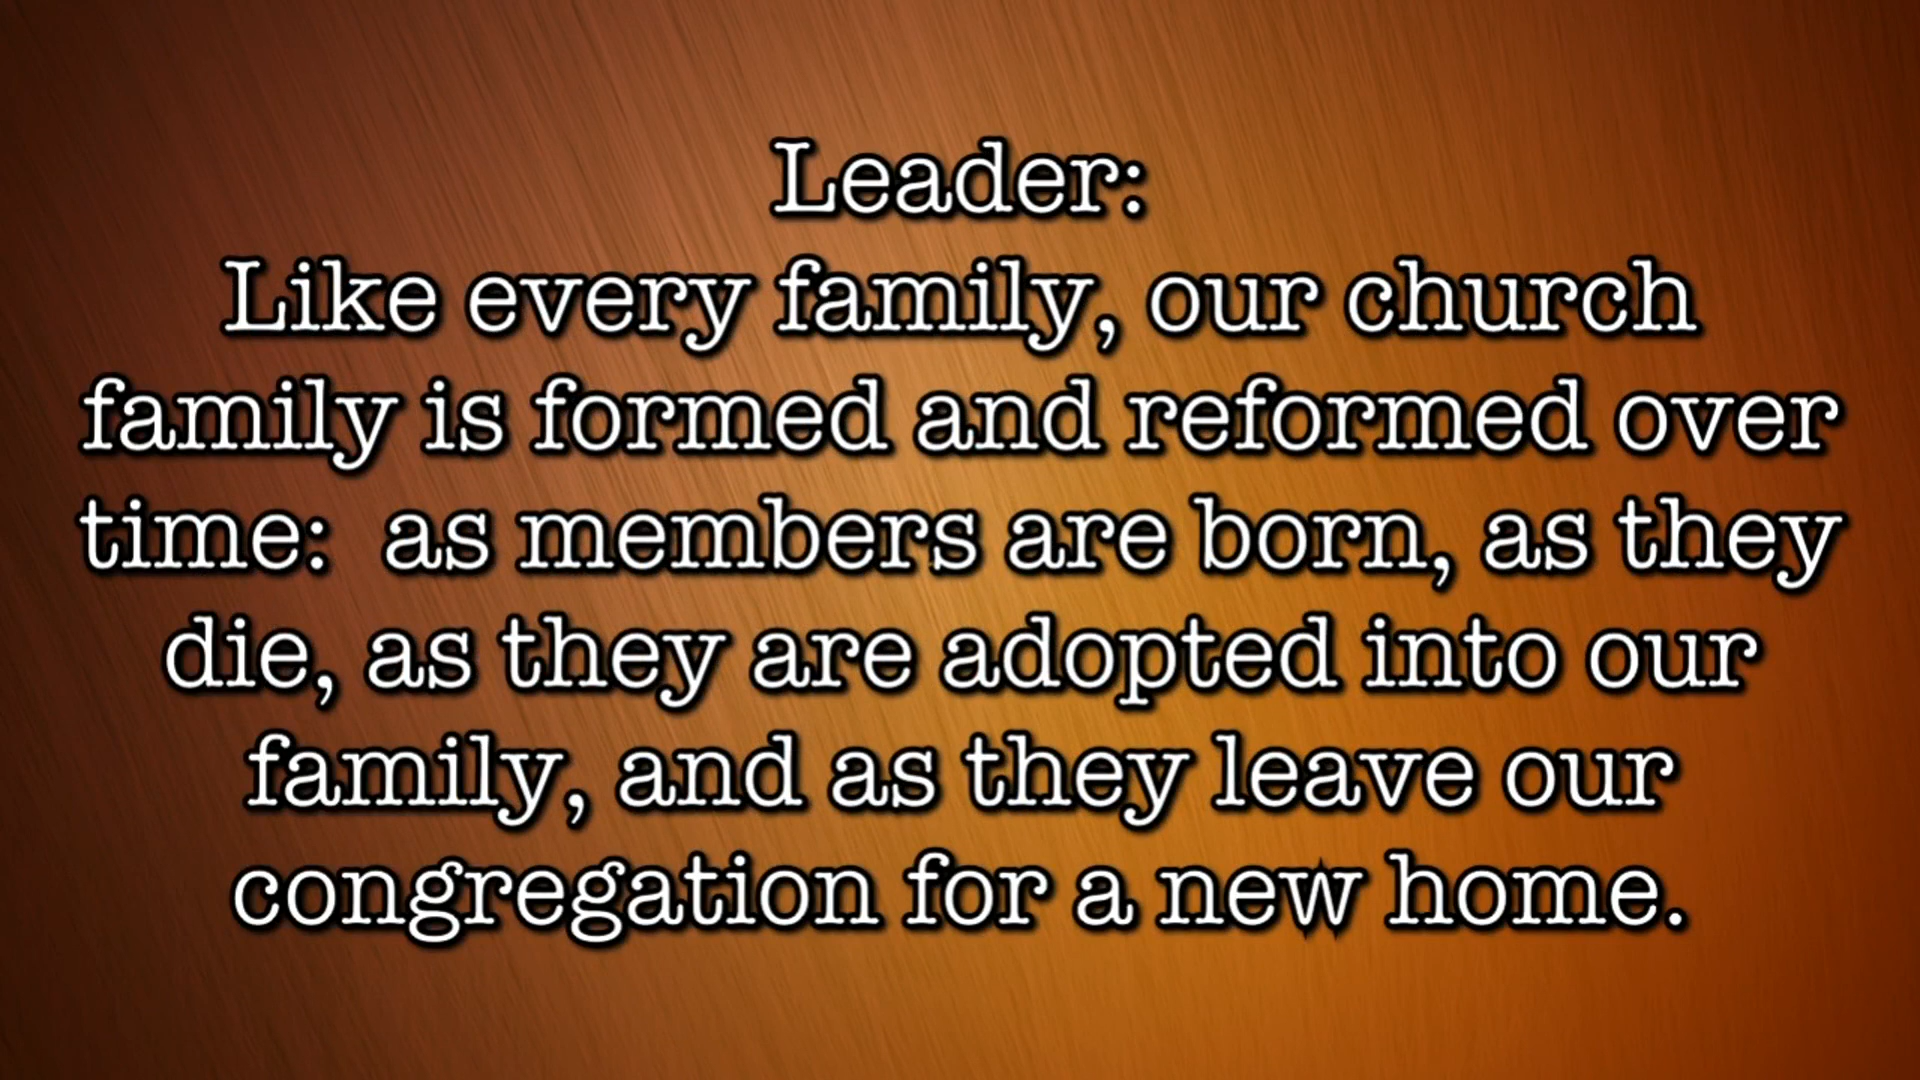 Leader:
Like every family, our church
family is formed and reformed over
time:  as members are born, as they
die, as they are adopted into our
family, and as they leave our
congregation for a new home.